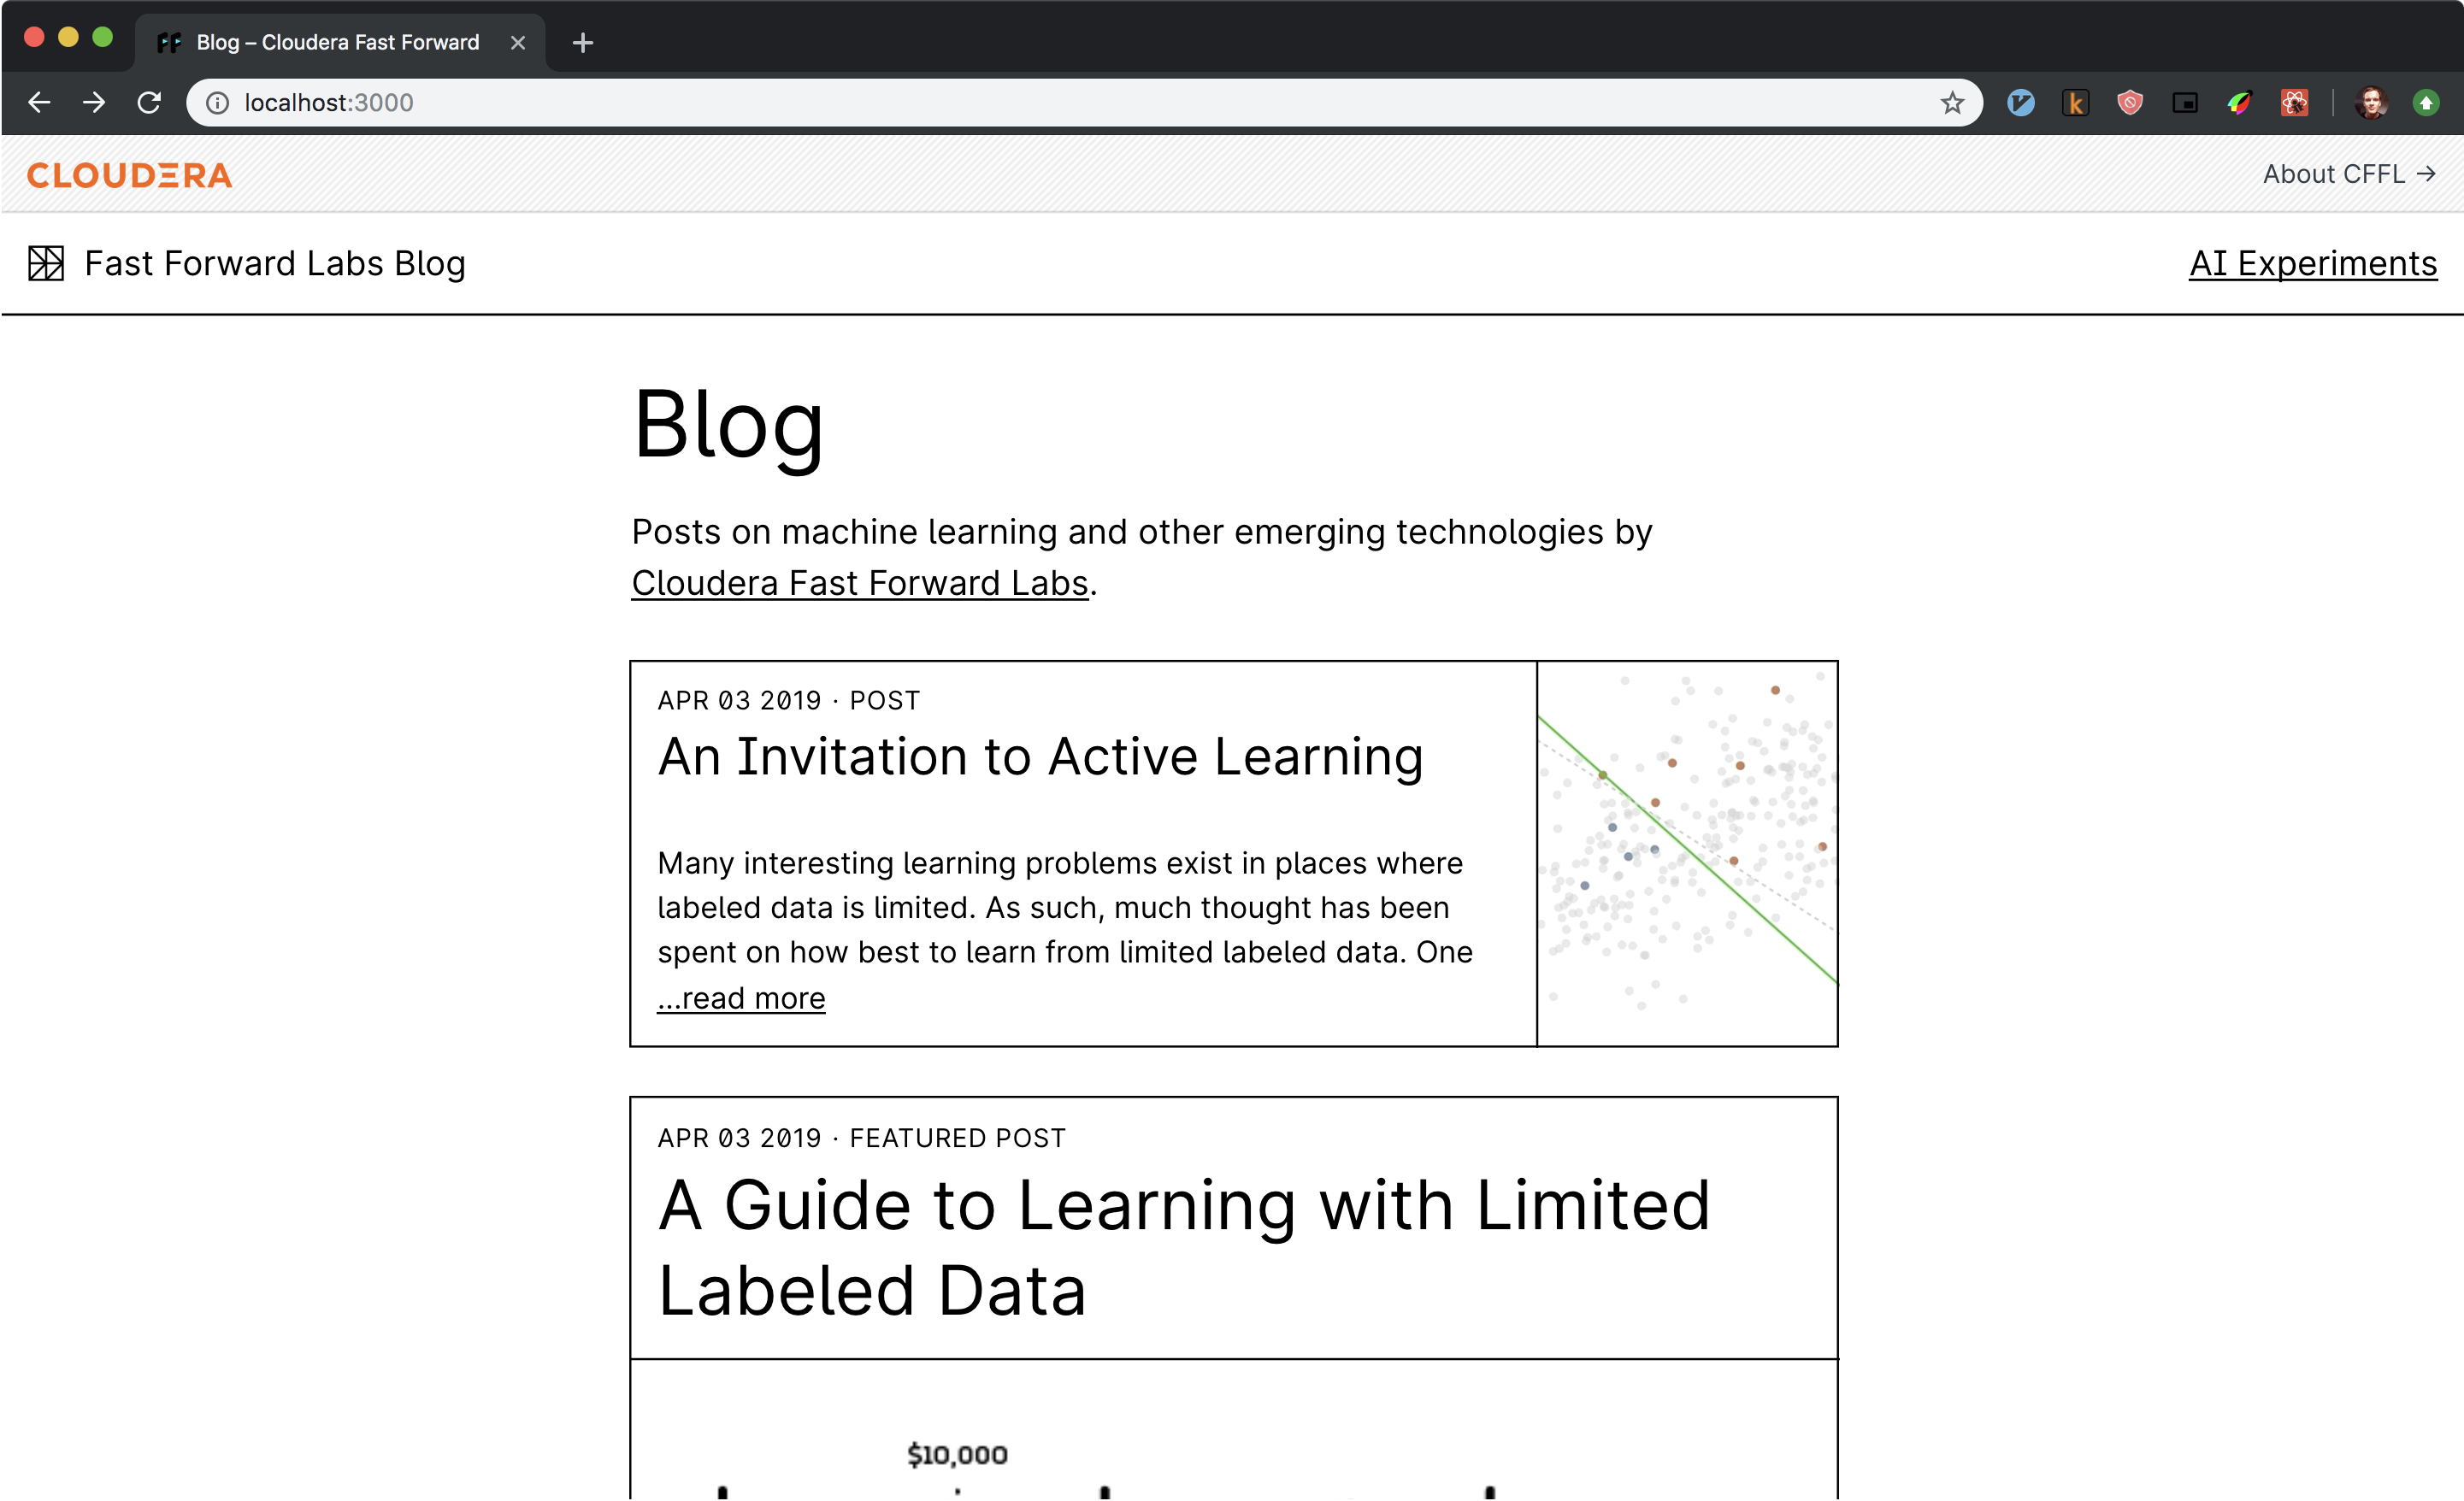 Blog – Cloudera Fast Forward
localhost:3000
CLOUDERA
About CFFL →
Fast Forward Labs Blog
AI Experiments
Blog
Posts on machine learning and other emerging technologies by
Cloudera Fast Forward Labs.
APR 03 2019 · POST
An Invitation to Active Learning
Many interesting learning problems exist in places where
labeled data is limited. As such, much thought has been
spent on how best to learn from limited labeled data. One
...read more
APR 03 2019 · FEATURED POST
A Guide to Learning with Limited
Labeled Data
$10,000